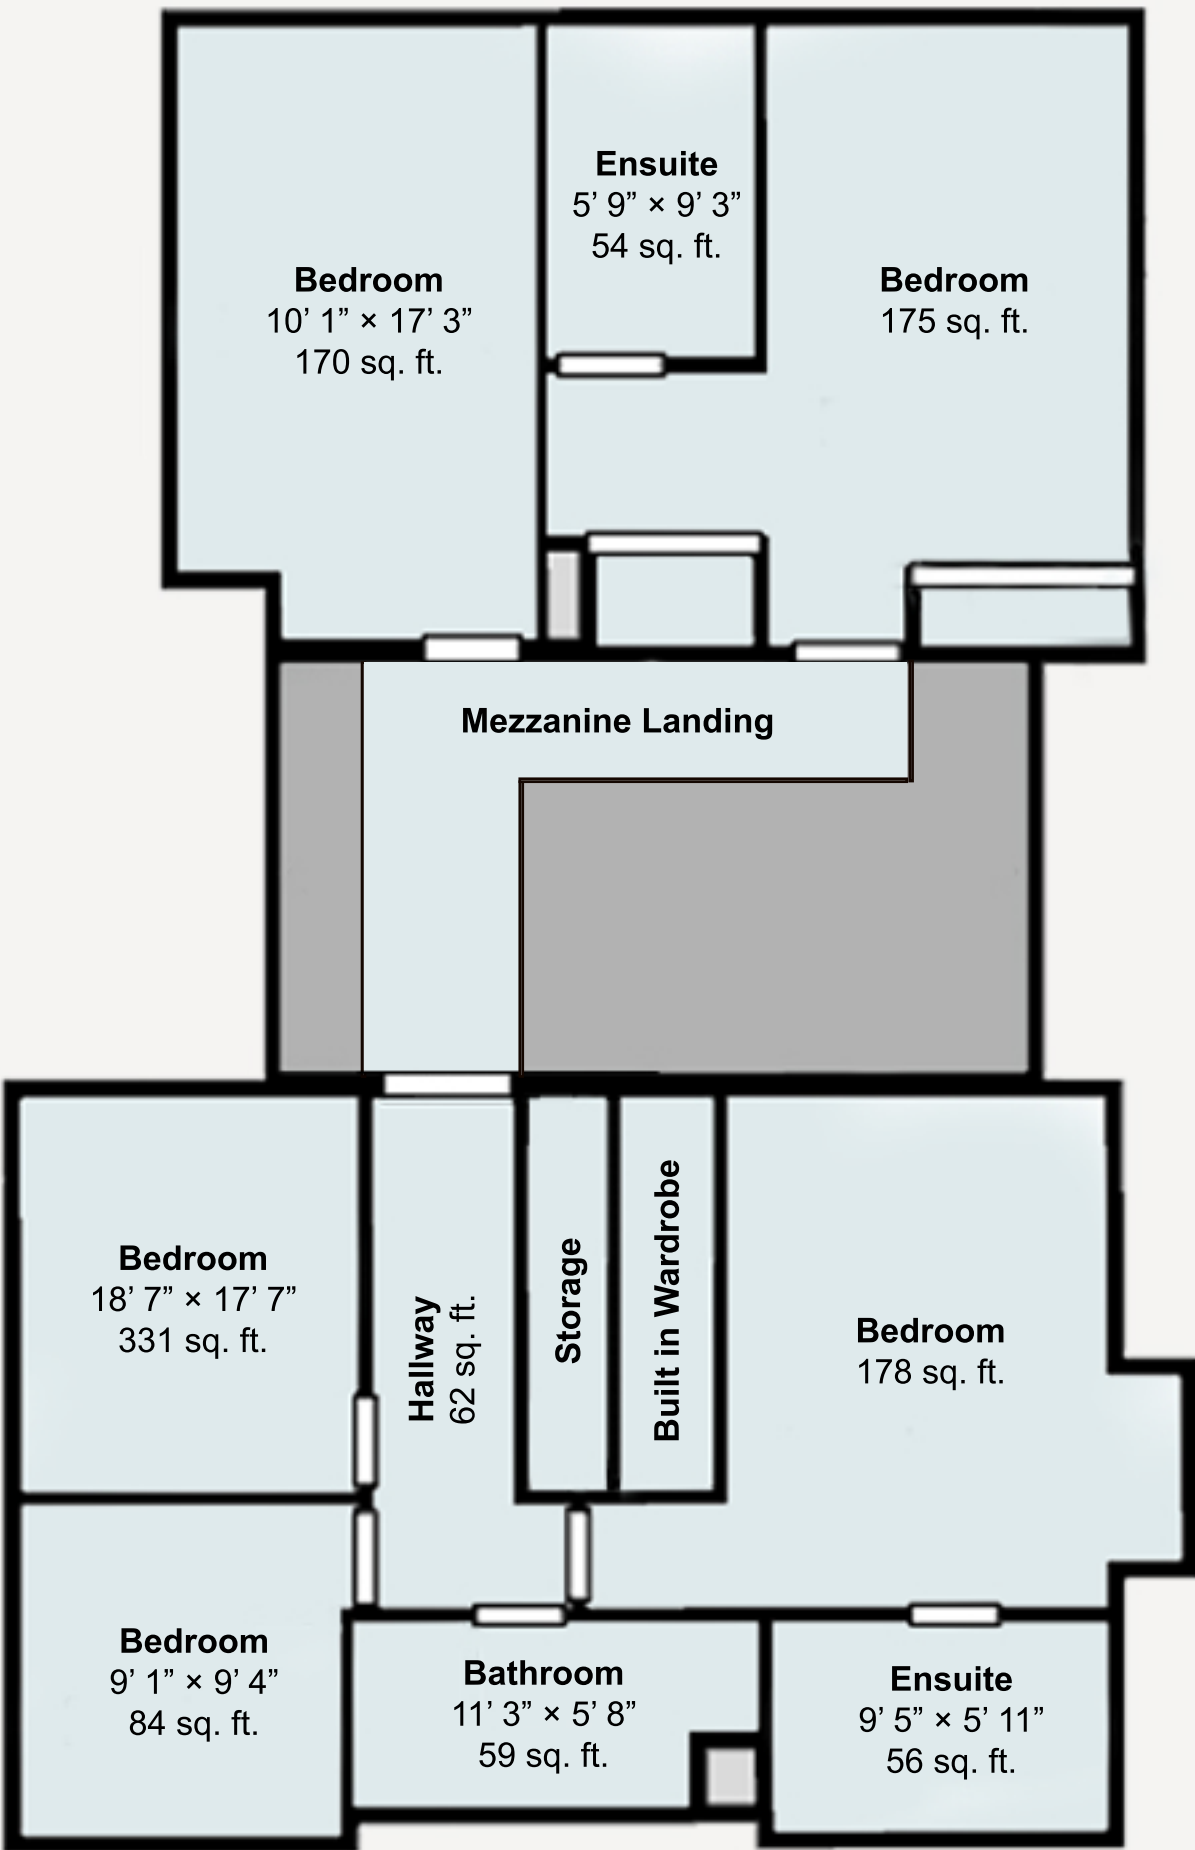 Ensuite
5’ 9” × 9’ 3”
54 sq. ft.
Bedroom
10’ 1” × 17’ 3”
170 sq. ft.
Bedroom
175 sq. ft.
Mezzanine Landing
Bedroom
18’ 7” × 17’ 7”
331 sq. ft.
Hallway
62 sq. ft.
Storage
Built in Wardrobe
Bedroom
178 sq. ft.
Bedroom
9’ 1” × 9’ 4”
84 sq. ft.
Bathroom
11’ 3” × 5’ 8”
59 sq. ft.
Ensuite
9’ 5” × 5’ 11”
56 sq. ft.